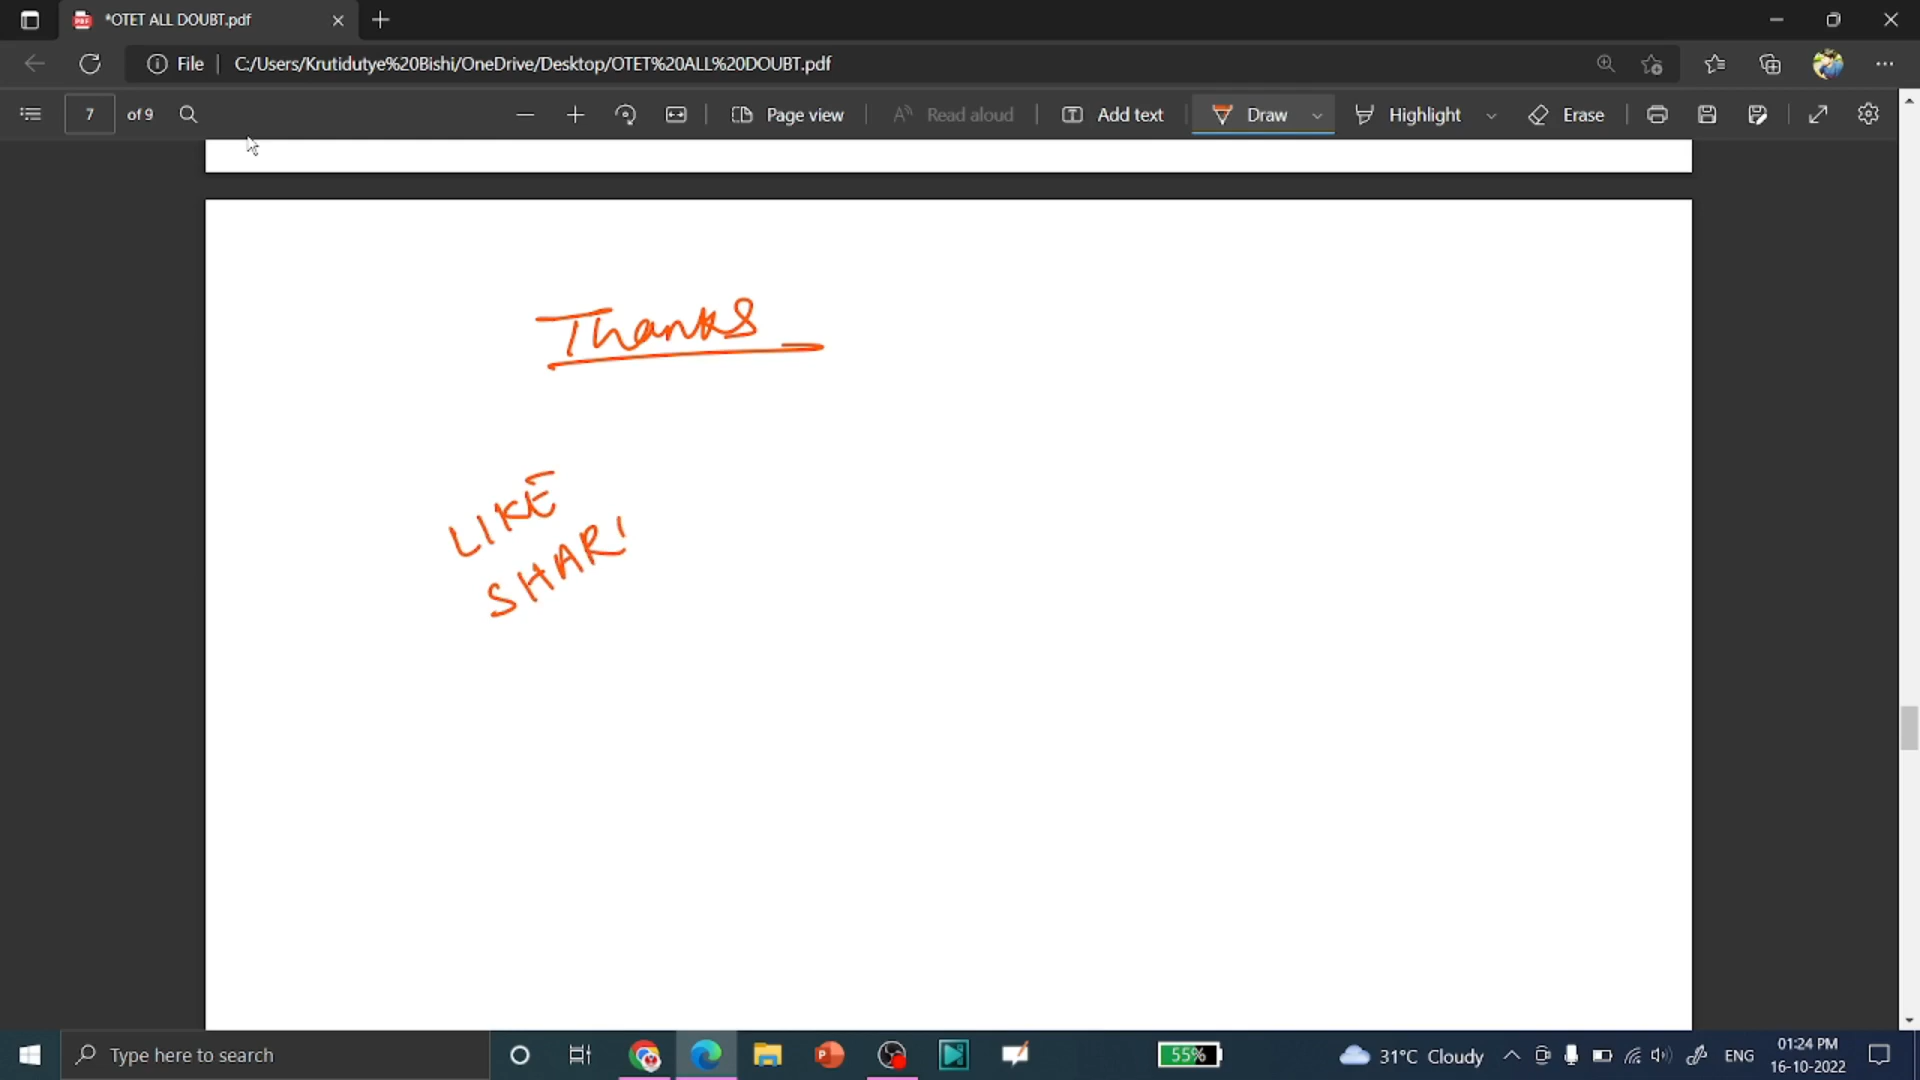 *OTET ALL DOUBT.pdf
File C:/Users/Krutidutye%20Bishi/OneDrive/Desktop/OTET%20ALL%20DOUBT.pdf
7 of 9 Page view Read aloud Add text Draw Highlight Erase
Thanks
LIKE
SHAR
Type here to search 55% 31°C Cloudy ENG 01:24 PM
16-10-2022